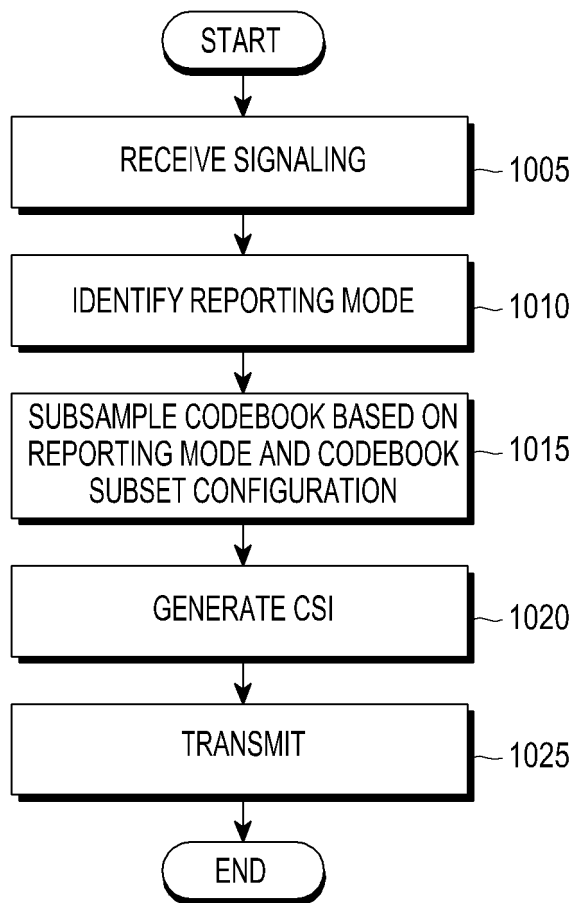 START
RECEIVE SIGNALING
1005
IDENTIFY REPORTING MODE
1010
SUBSAMPLE CODEBOOK BASED ON
REPORTING MODE AND CODEBOOK
SUBSET CONFIGURATION
1015
GENERATE CSI
1020
TRANSMIT
1025
END